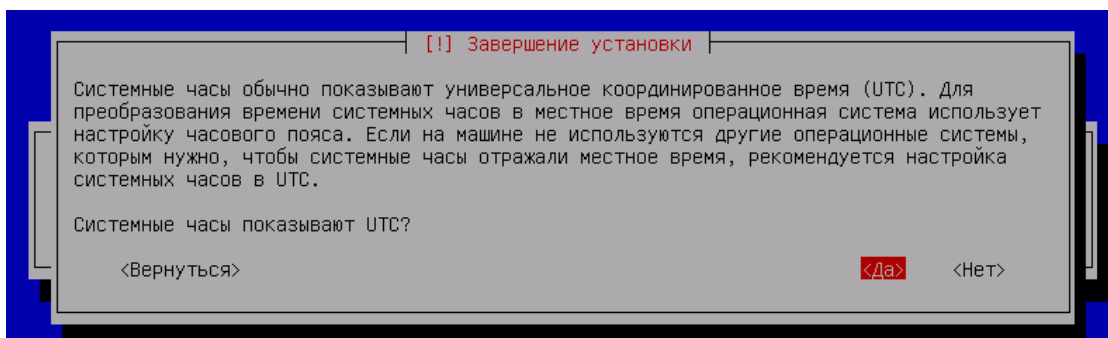 [!] Завершение установки
Системные часы обычно показывают универсальное координированное время (UTC). Для
преобразования времени системных часов в местное время операционная система использует
настройку часового пояса. Если на машине не используются другие операционные системы,
которым нужно, чтобы системные часы отражали местное время, рекомендуется настройка
системных часов в UTC.
Системные часы показывают UTC?
<Вернуться> <Да> <Нет>